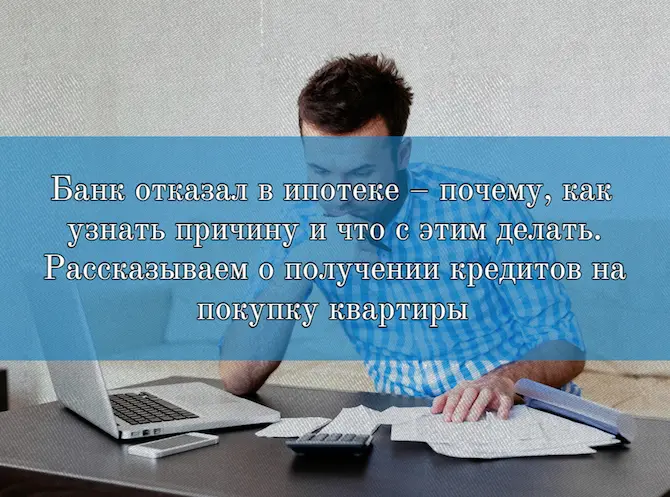 Банк отказал в ипотеке – почему, как
узнать причину и что с этим делать.
Рассказываем о получении кредитов на
покупку квартиры